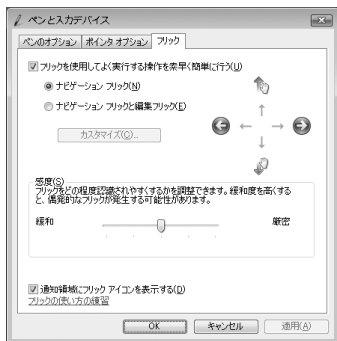 ペンと入力デバイス
ペンのオプション
ポインタ オプション
フリック
フリックを使用してよく実行する操作を素早く簡単に行う(U)
ナビゲーション フリック(N)
ナビゲーション フリックと編集フリック(E)
カスタマイズ(C)...
感度(S)
フリックをどの程度認識されやすくするかを調整できます。緩和度を高くする
と、偶発的なフリックが発生する可能性があります。
緩和
厳密
通知領域にフリック アイコンを表示する(D)
フリックの使い方の練習
OK
キャンセル
適用(A)